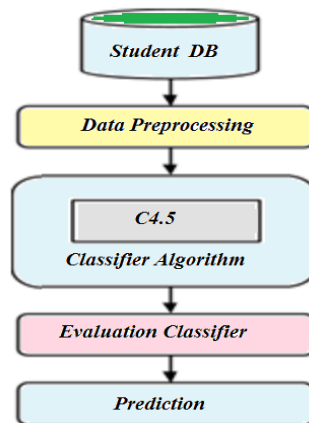 Student DB
Data Preprocessing
C4.5
Classifier Algorithm
Evaluation Classifier
Prediction